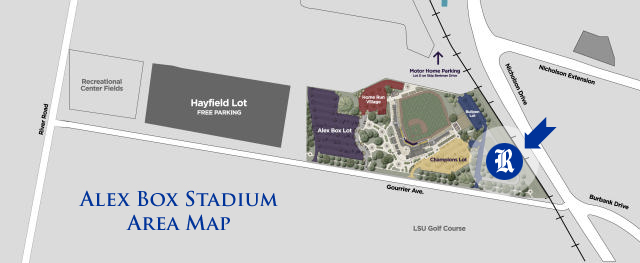 Motor Home Parking
Lot X on Skip Bertman Drive
Nicholson Extension
Nicholson Drive
Recreational
Center Fields
Hayfield Lot
FREE PARKING
Home Run
Village
Bullpen
Lot
River Road
Alex Box Lot
Champions Lot
R
Gourrier Ave.
Burbank Drive
ALEX BOX STADIUM
AREA MAP
LSU Golf Course